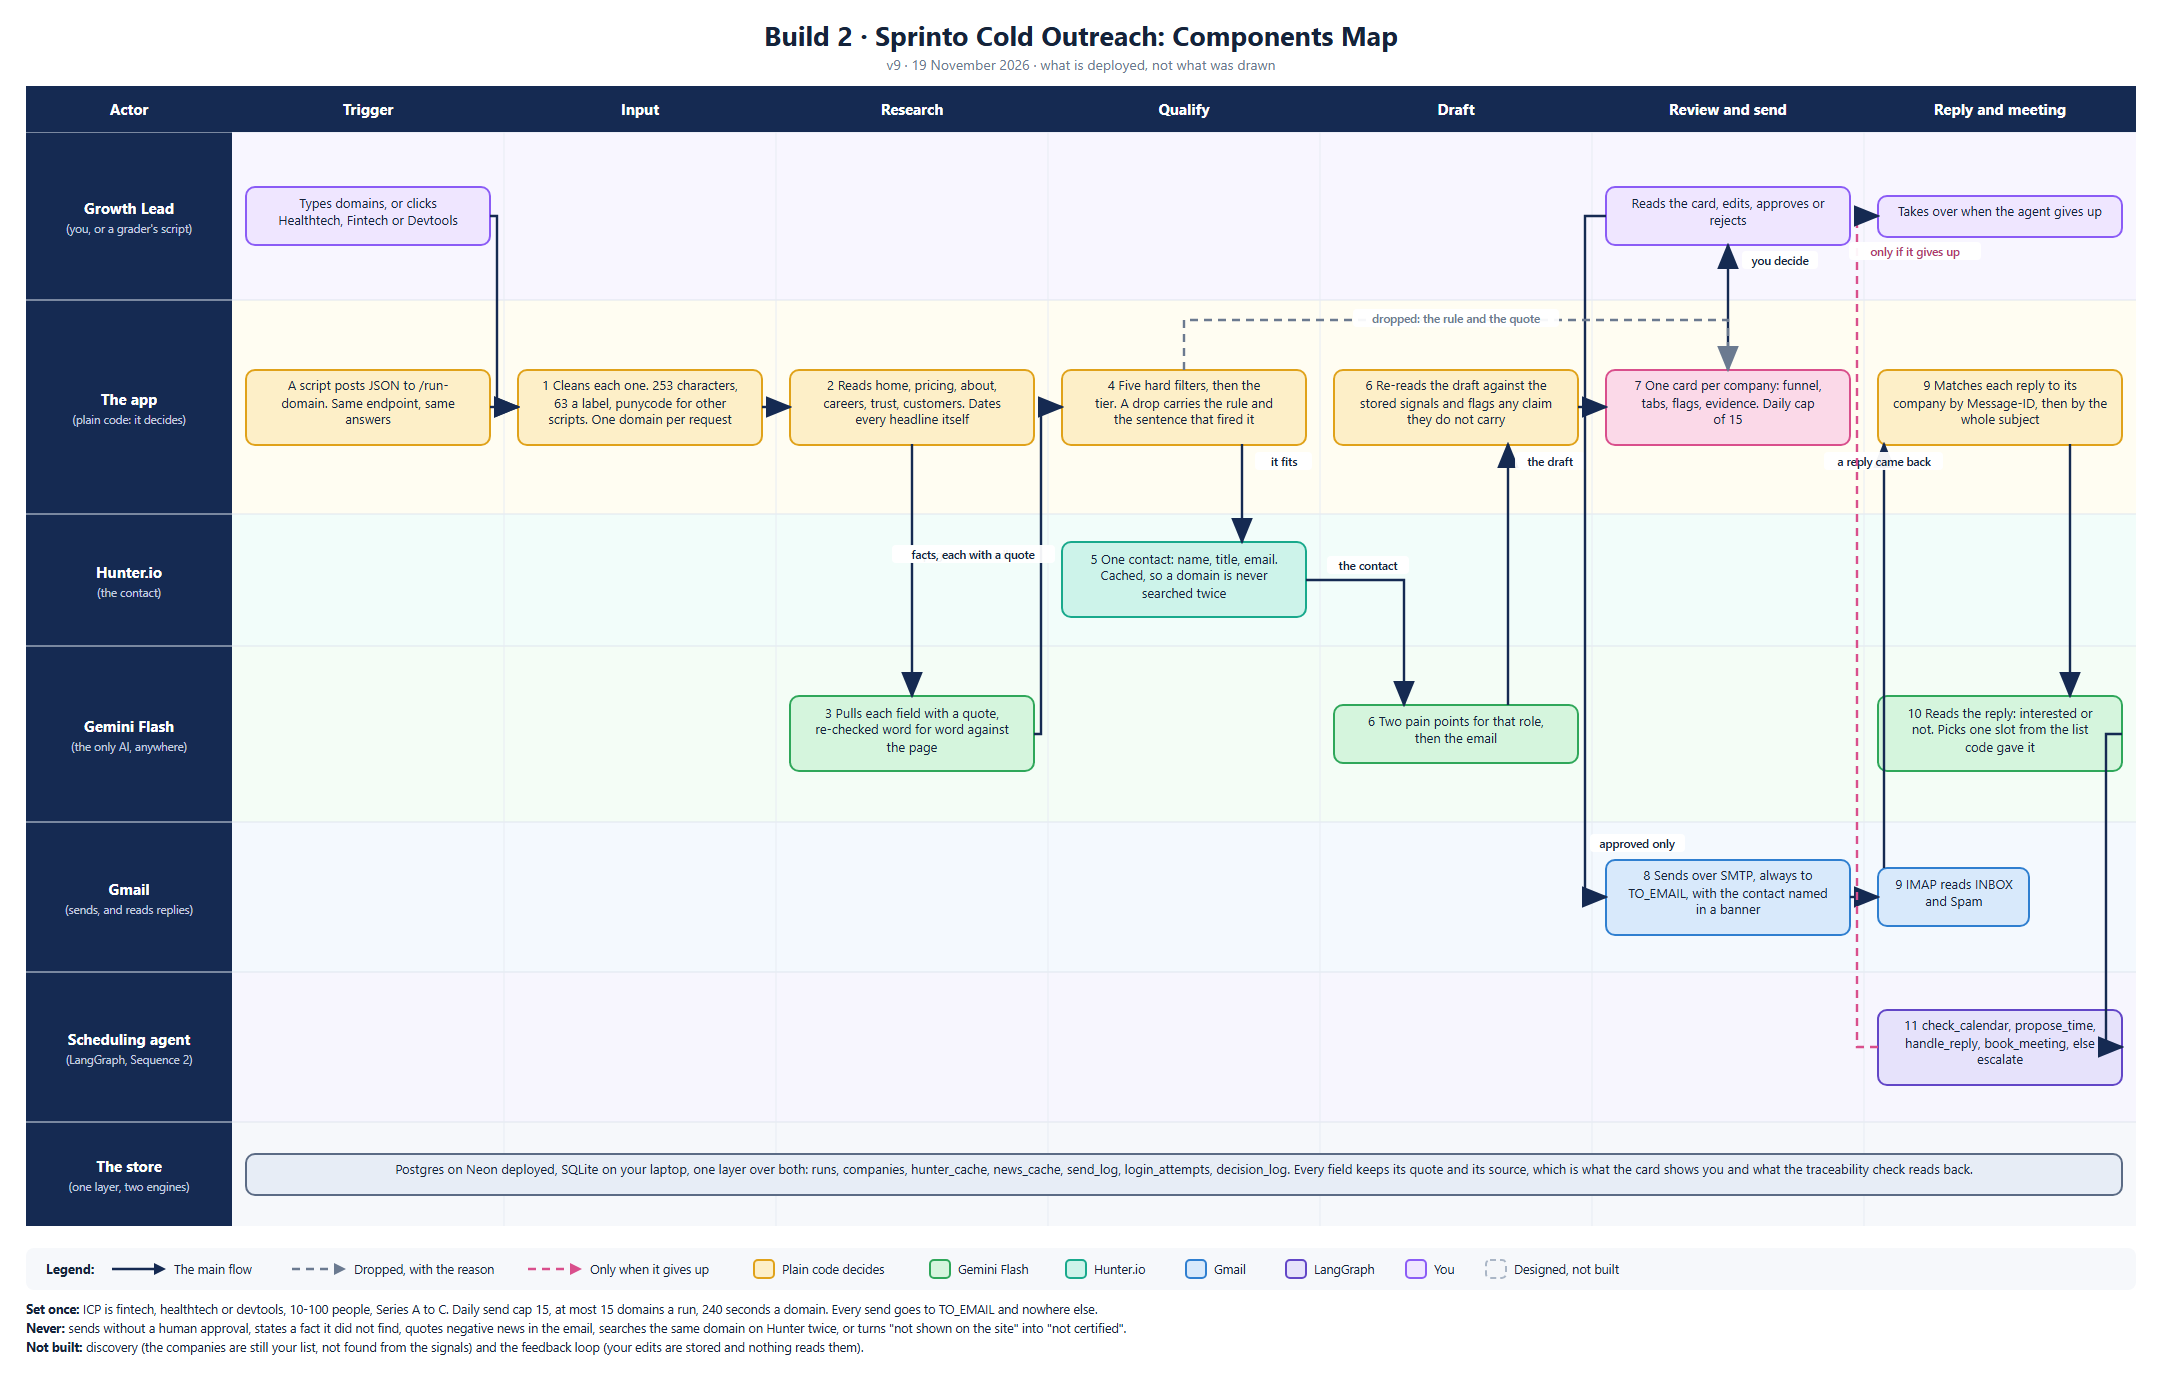 Build 2 · Sprinto Cold Outreach: Components Map
v9 · 19 November 2026 · what is deployed, not what was drawn
Actor
Trigger
Input
Research
Qualify
Draft
Review and send
Reply and meeting
Growth Lead
(you, or a grader's script)
Types domains, or clicks
Healthtech, Fintech or Devtools
Reads the card, edits, approves or
rejects
Takes over when the agent gives up
you decide
only if it gives up
dropped: the rule and the quote
The app
(plain code: it decides)
A script posts JSON to /run-
domain. Same endpoint, same
answers
1 Cleans each one. 253 characters,
63 a label, punycode for other
scripts. One domain per request
2 Reads home, pricing, about,
careers, trust, customers. Dates
every headline itself
4 Five hard filters, then the
tier. A drop carries the rule and
the sentence that fired it
6 Re-reads the draft against the
stored signals and flags any claim
they do not carry
7 One card per company: funnel,
tabs, flags, evidence. Daily cap
of 15
9 Matches each reply to its
company by Message-ID, then by the
whole subject
it fits
the draft
a reply came back
Hunter.io
(the contact)
facts, each with a quote
5 One contact: name, title, email.
Cached, so a domain is never
searched twice
the contact
Gemini Flash
(the only AI, anywhere)
3 Pulls each field with a quote,
re-checked word for word against
the page
6 Two pain points for that role,
then the email
10 Reads the reply: interested or
not. Picks one slot from the list
code gave it
Gmail
(sends, and reads replies)
approved only
8 Sends over SMTP, always to
TO_EMAIL, with the contact named
in a banner
9 IMAP reads INBOX
and Spam
Scheduling agent
(LangGraph, Sequence 2)
11 check_calendar, propose_time,
handle_reply, book_meeting, else
escalate
The store
(one layer, two engines)
Postgres on Neon deployed, SQLite on your laptop, one layer over both: runs, companies, hunter_cache, news_cache, send_log, login_attempts, decision_log. Every field keeps its quote and its source, which is what the card shows you and what the traceability check reads back.
Legend:
The main flow
Dropped, with the reason
Only when it gives up
Plain code decides
Gemini Flash
Hunter.io
Gmail
LangGraph
You
Designed, not built
Set once: ICP is fintech, healthtech or devtools, 10-100 people, Series A to C. Daily send cap 15, at most 15 domains a run, 240 seconds a domain. Every send goes to TO_EMAIL and nowhere else.
Never: sends without a human approval, states a fact it did not find, quotes negative news in the email, searches the same domain on Hunter twice, or turns "not shown on the site" into "not certified".
Not built: discovery (the companies are still your list, not found from the signals) and the feedback loop (your edits are stored and nothing reads them).